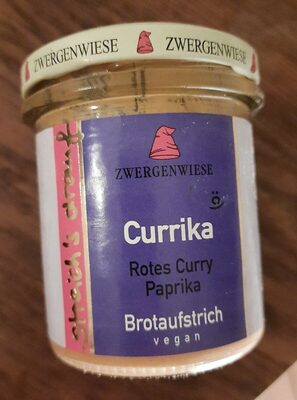 ZWERGENWIESE ZWERGENWIESE
streich's drauf
ZWERGENWIESE
Currika
Rotes Curry
Paprika
Brotaufstrich
vegan